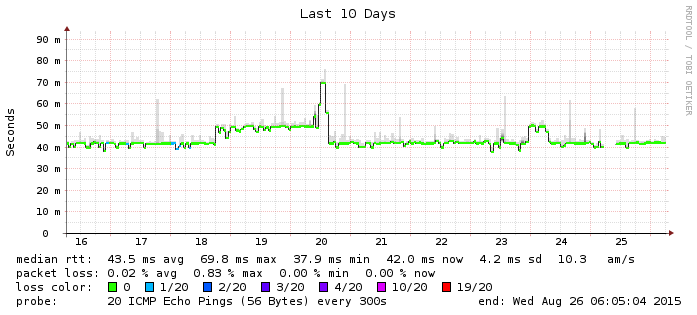 Last 10 Days
RRDTOOL / TOBI OETIKER
Seconds
90 m
80 m
70 m
60 m
50 m
40 m
30 m
20 m
10 m
0
16 17 18 19 20 21 22 23 24 25
median rtt: 43.5 ms avg 69.8 ms max 37.9 ms min 42.0 ms now 4.2 ms sd 10.3 am/s
packet loss: 0.02 % avg 0.83 % max 0.00 % min 0.00 % now
loss color: 0 1/20 2/20 3/20 4/20 10/20 19/20
probe: 20 ICMP Echo Pings (56 Bytes) every 300s end: Wed Aug 26 06:05:04 2015